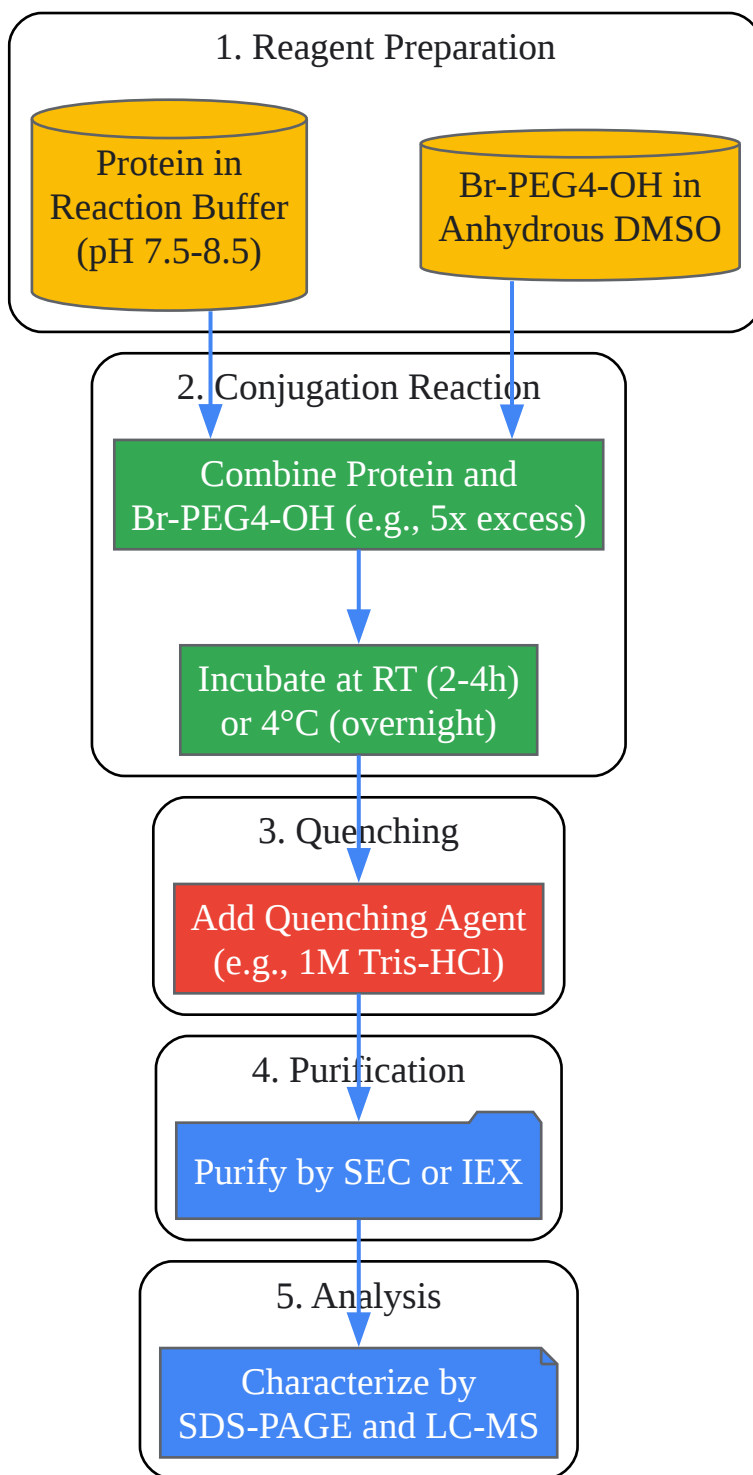 1. Reagent Preparation
Protein in
Reaction Buffer
(pH 7.5-8.5)
Br-PEG4-OH in
Anhydrous DMSO
2. Conjugation Reaction
Combine Protein and
Br-PEG4-OH (e.g., 5x excess)
Incubate at RT (2-4h)
or 4°C (overnight)
3. Quenching
Add Quenching Agent
(e.g., 1M Tris-HCl)
4. Purification
Purify by SEC or IEX
5. Analysis
Characterize by
SDS-PAGE and LC-MS